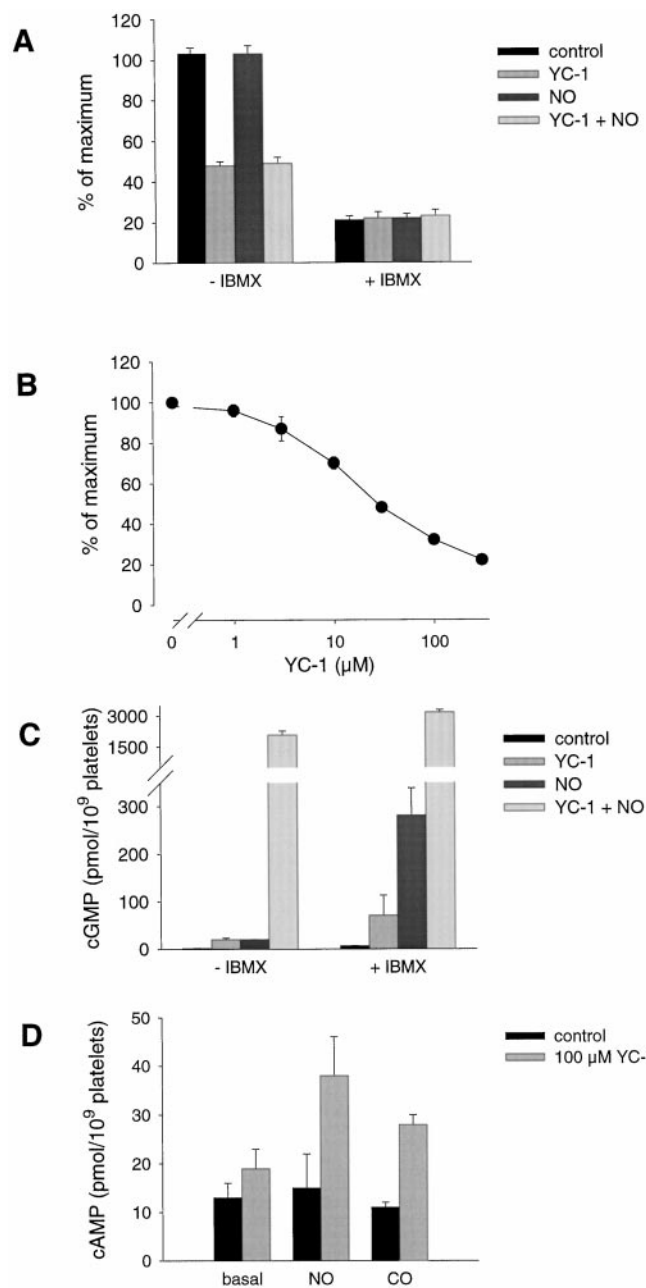 A
120
100
80
60
40
20
0
% of maximum
- IBMX
+ IBMX
control
YC-1
NO
YC-1 + NO
B
120
100
80
60
40
20
0
% of maximum
0
1
10
100
YC-1 (µM)
C
3000
1500
300
200
100
0
cGMP (pmol/10⁹ platelets)
- IBMX
+ IBMX
control
YC-1
NO
YC-1 + NO
D
50
40
30
20
10
0
cAMP (pmol/10⁹ platelets)
basal
NO
CO
control
100 µM YC-